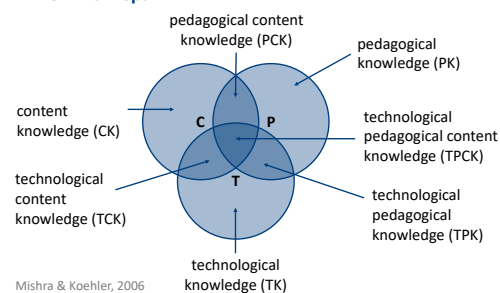 pedagogical content
knowledge (PCK)
pedagogical
knowledge (PK)
content
knowledge (CK)
C
P
technological
pedagogical content
knowledge (TPCK)
technological
content
knowledge (TCK)
T
technological
pedagogical
knowledge (TPK)
technological
knowledge (TK)
Mishra & Koehler, 2006